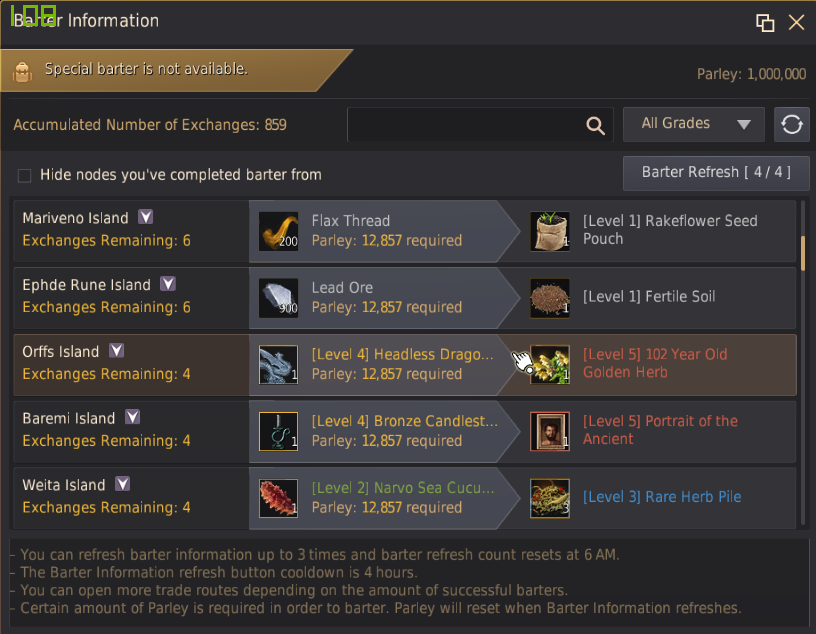 108
Barter Information
Special barter is not available.
Parley: 1,000,000
Accumulated Number of Exchanges: 859
All Grades
Hide nodes you've completed barter from
Barter Refresh [ 4 / 4 ]
Mariveno Island
Exchanges Remaining: 6
200
Flax Thread
Parley: 12,857 required
1
[Level 1] Rakeflower Seed
Pouch
Ephde Rune Island
Exchanges Remaining: 6
900
Lead Ore
Parley: 12,857 required
1
[Level 1] Fertile Soil
Orffs Island
Exchanges Remaining: 4
1
[Level 4] Headless Drago...
Parley: 12,857 required
1
[Level 5] 102 Year Old
Golden Herb
Baremi Island
Exchanges Remaining: 4
1
[Level 4] Bronze Candlest...
Parley: 12,857 required
1
[Level 5] Portrait of the
Ancient
Weita Island
Exchanges Remaining: 4
1
[Level 2] Narvo Sea Cucu...
Parley: 12,857 required
3
[Level 3] Rare Herb Pile
- You can refresh barter information up to 3 times and barter refresh count resets at 6 AM.
- The Barter Information refresh button cooldown is 4 hours.
- You can open more trade routes depending on the amount of successful barters.
- Certain amount of Parley is required in order to barter. Parley will reset when Barter Information refreshes.